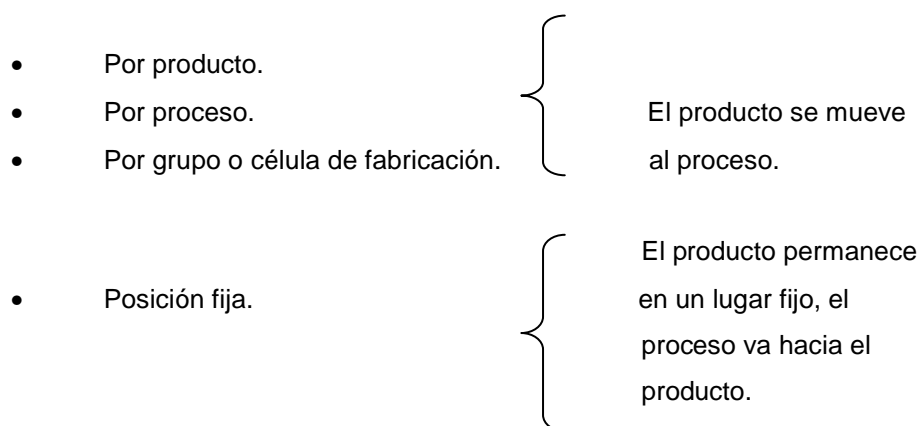 • Por producto.
• Por proceso. El producto se mueve
• Por grupo o célula de fabricación. al proceso.
El producto permanece
• Posición fija. en un lugar fijo, el
proceso va hacia el
producto.